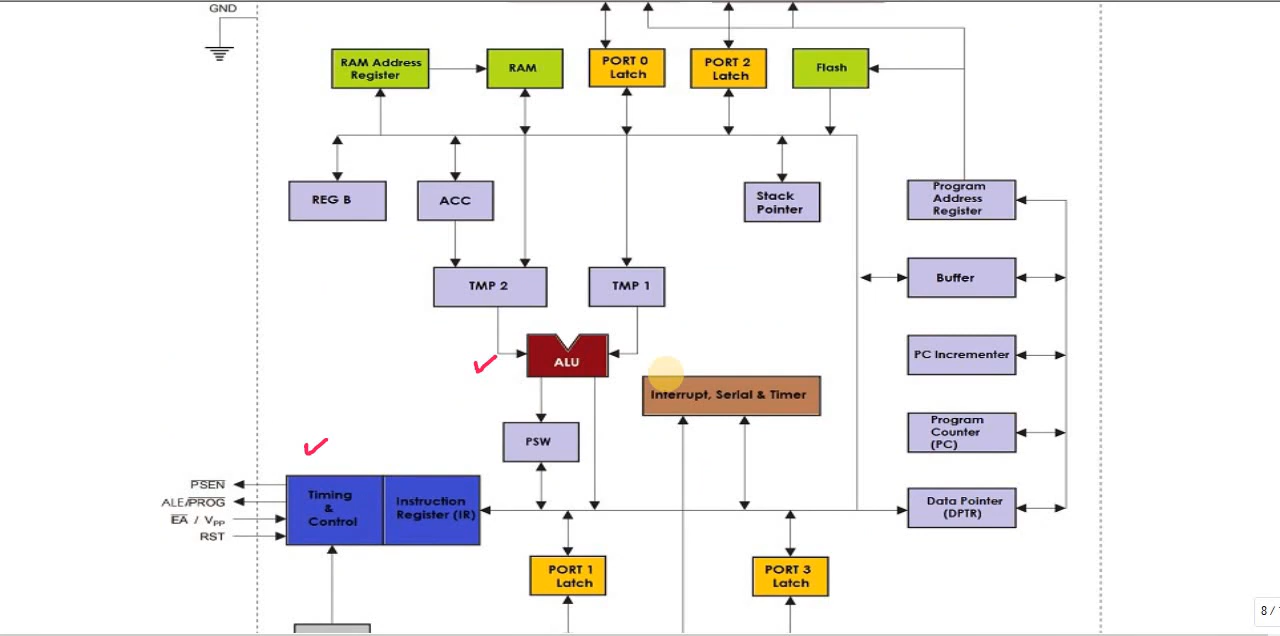 GND
RAM Address
Register
RAM
PORT 0
Latch
PORT 2
Latch
Flash
REG B
ACC
Stack
Pointer
Program
Address
Register
TMP 2
TMP 1
Buffer
ALU
PC Incrementer
Interrupt, Serial & Timer
PSW
Program
Counter
(PC)
PSEN
ALE/PROG
EA / VPP
RST
Timing
&
Control
Instruction
Register (IR)
Data Pointer
(DPTR)
PORT 1
Latch
PORT 3
Latch
8 /